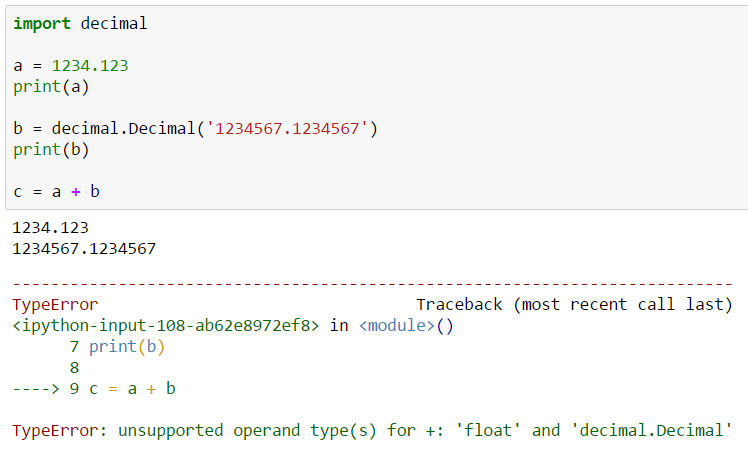 import decimal
a = 1234.123
print(a)
b = decimal.Decimal('1234567.1234567')
print(b)
c = a + b
1234.123
1234567.1234567
---------------------------------------------------------------------------
TypeError                                 Traceback (most recent call last)
<ipython-input-108-ab62e8972ef8> in <module>()
      7 print(b)
      8
----> 9 c = a + b
TypeError: unsupported operand type(s) for +: 'float' and 'decimal.Decimal'